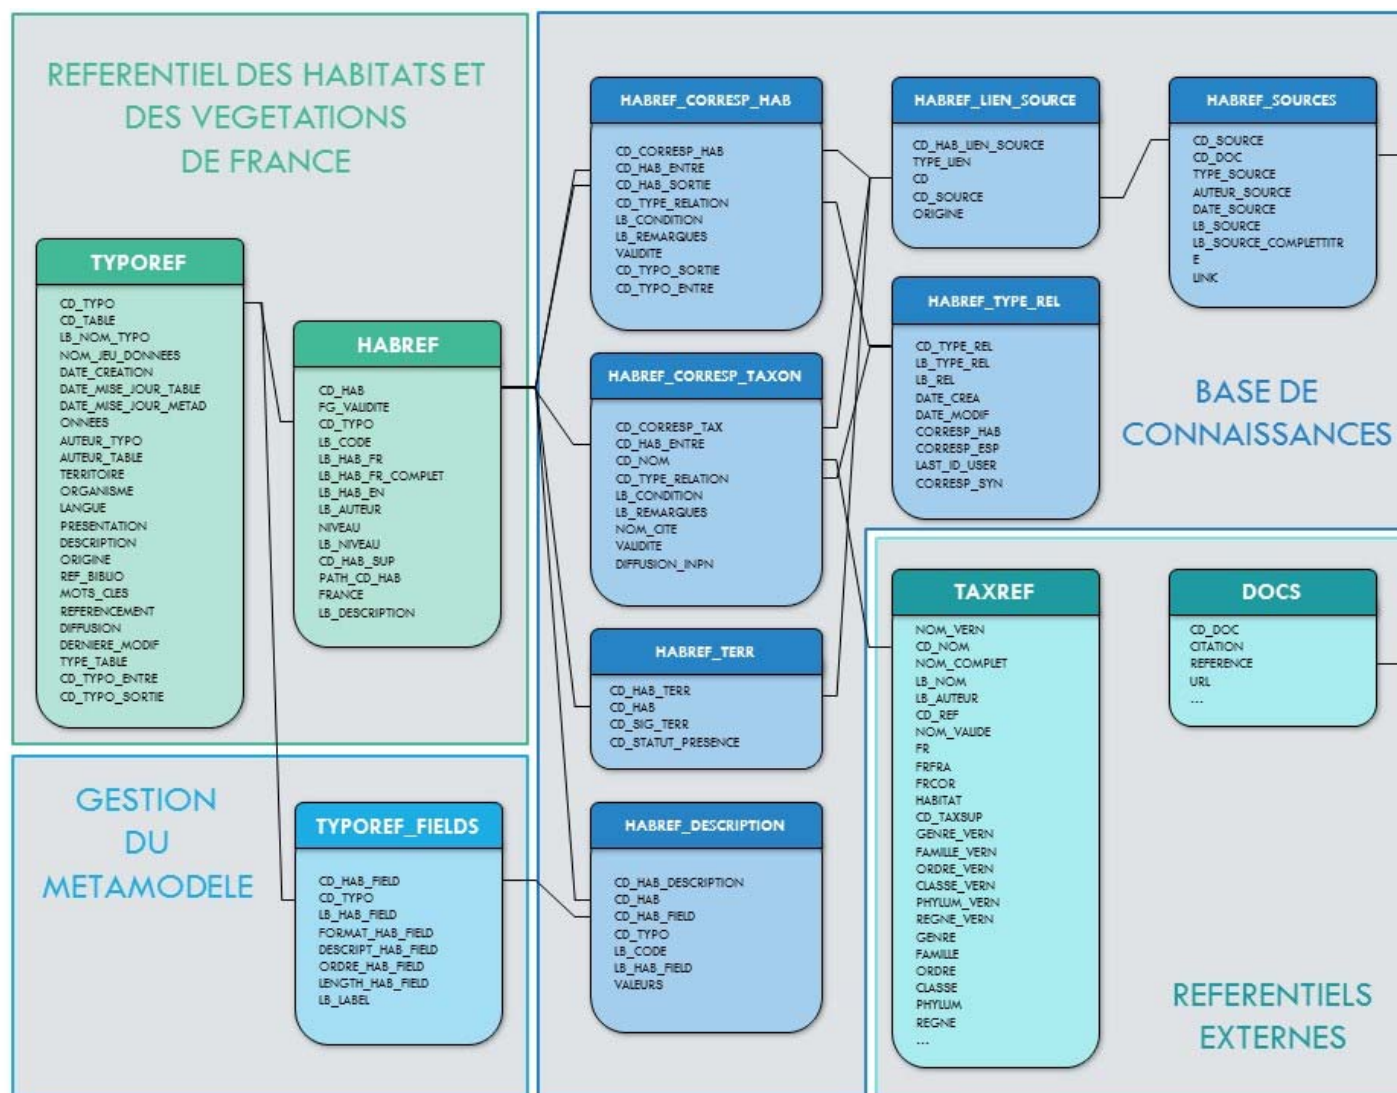 REFERENTIEL DES HABITATS ET
DES VEGETATIONS
DE FRANCE
TYPOREF
CD_TYPO
CD_TABLE
LB_NOM_TYPO
NOM_JEU_DONNEES
DATE_CREATION
DATE_MISE_JOUR_TABLE
DATE_MISE_JOUR_METAD
ONNEES
AUTEUR_TYPO
AUTEUR_TABLE
TERRITOIRE
ORGANISME
LANGUE
PRESENTATION
DESCRIPTION
ORIGINE
REF_BIBLIO
MOTS_CLES
REFERENCEMENT
DIFFUSION
DERNIERE_MODIF
TYPE_TABLE
CD_TYPO_ENTRE
CD_TYPO_SORTIE
HABREF
CD_HAB
FG_VALIDITE
CD_TYPO
LB_CODE
LB_HAB_FR
LB_HAB_FR_COMPLET
LB_HAB_EN
LB_AUTEUR
NIVEAU
LB_NIVEAU
CD_HAB_SUP
PATH_CD_HAB
FRANCE
LB_DESCRIPTION
GESTION
DU
METAMODELE
TYPOREF_FIELDS
CD_HAB_FIELD
CD_TYPO
LB_HAB_FIELD
FORMAT_HAB_FIELD
DESCRIPT_HAB_FIELD
ORDRE_HAB_FIELD
LENGTH_HAB_FIELD
LB_LABEL
HABREF_CORRESP_HAB
CD_CORRESP_HAB
CD_HAB_ENTRE
CD_HAB_SORTIE
CD_TYPE_RELATION
LB_CONDITION
LB_REMARQUES
VALIDITE
CD_TYPO_SORTIE
CD_TYPO_ENTRE
HABREF_CORRESP_TAXON
CD_CORRESP_TAX
CD_HAB_ENTRE
CD_NOM
CD_TYPE_RELATION
LB_CONDITION
LB_REMARQUES
NOM_CITE
VALIDITE
DIFFUSION_INPN
HABREF_TERR
CD_HAB_TERR
CD_HAB
CD_SIG_TERR
CD_STATUT_PRESENCE
HABREF_DESCRIPTION
CD_HAB_DESCRIPTION
CD_HAB
CD_HAB_FIELD
CD_TYPO
LB_CODE
LB_HAB_FIELD
VALEURS
HABREF_LIEN_SOURCE
CD_HAB_LIEN_SOURCE
TYPE_LIEN
CD
CD_SOURCE
ORIGINE
HABREF_TYPE_REL
CD_TYPE_REL
LB_TYPE_REL
LB_REL
DATE_CREA
DATE_MODIF
CORRESP_HAB
CORRESP_ESP
LAST_ID_USER
CORRESP_SYN
HABREF_SOURCES
CD_SOURCE
CD_DOC
TYPE_SOURCE
AUTEUR_SOURCE
DATE_SOURCE
LB_SOURCE
LB_SOURCE_COMPLETTITR
E
LINK
BASE DE
CONNAISSANCES
TAXREF
NOM_VERN
CD_NOM
NOM_COMPLET
LB_NOM
LB_AUTEUR
CD_REF
NOM_VALIDE
FR
FRFRA
FRCOR
HABITAT
CD_TAXSUP
GENRE_VERN
FAMILLE_VERN
ORDRE_VERN
CLASSE_VERN
PHYLUM_VERN
REGNE_VERN
GENRE
FAMILLE
ORDRE
CLASSE
PHYLUM
REGNE
...
DOCS
CD_DOC
CITATION
REFERENCE
URL
...
REFERENTIELS
EXTERNES